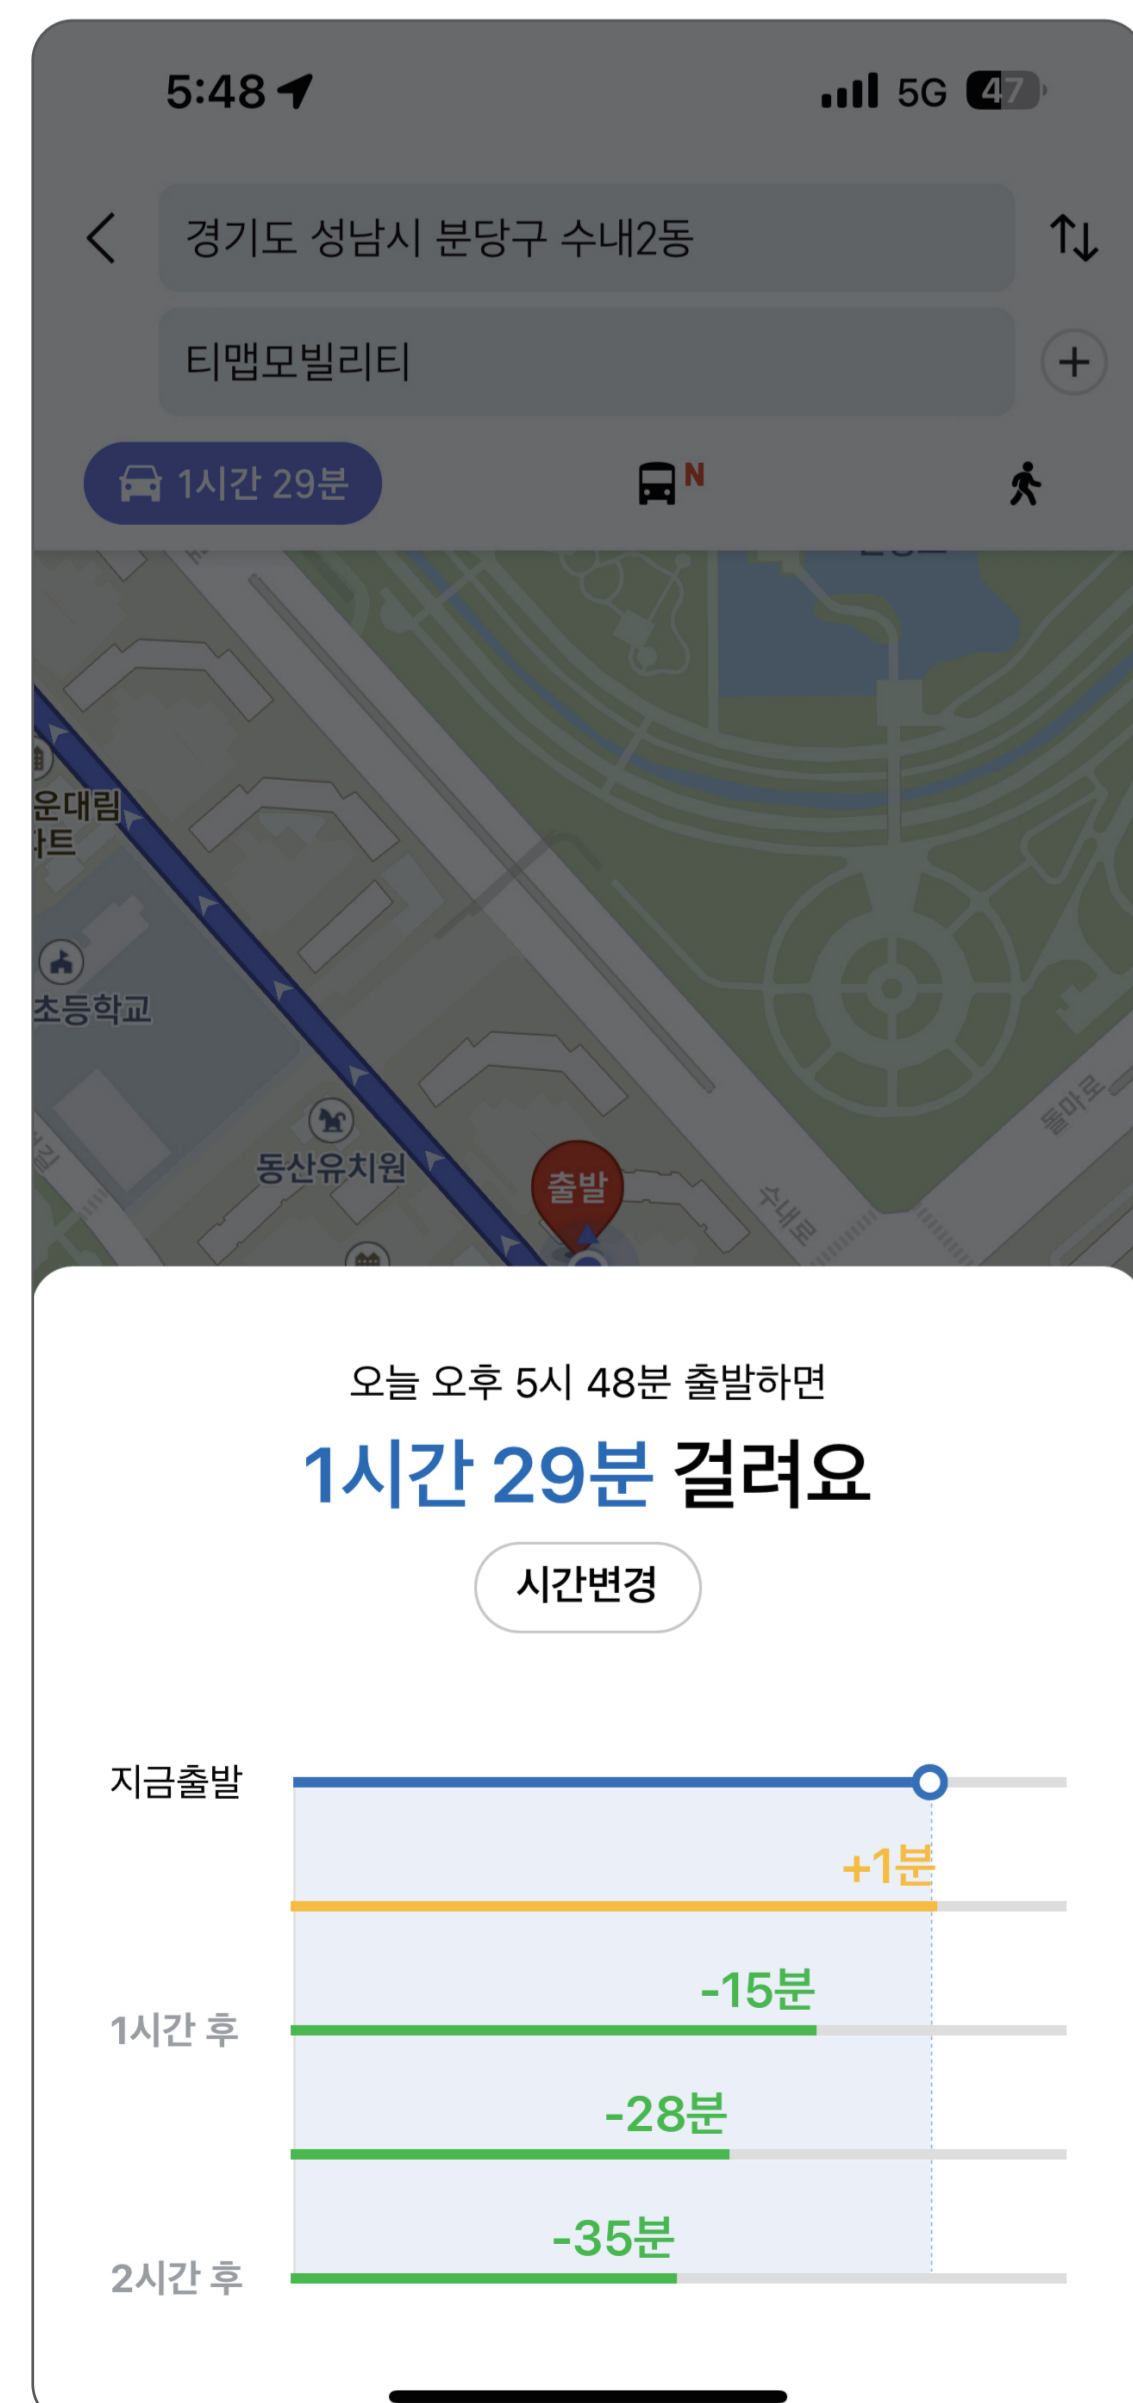 5:48
5G 47
경기도 성남시 분당구 수내2동
티맵모빌리티
1시간 29분
N
운대림
초등학교
돌마로
동산유치원
출발
수내로
오늘 오후 5시 48분 출발하면
1시간 29분 걸려요
시간변경
지금출발
+1분
-15분
1시간 후
-28분
-35분
2시간 후